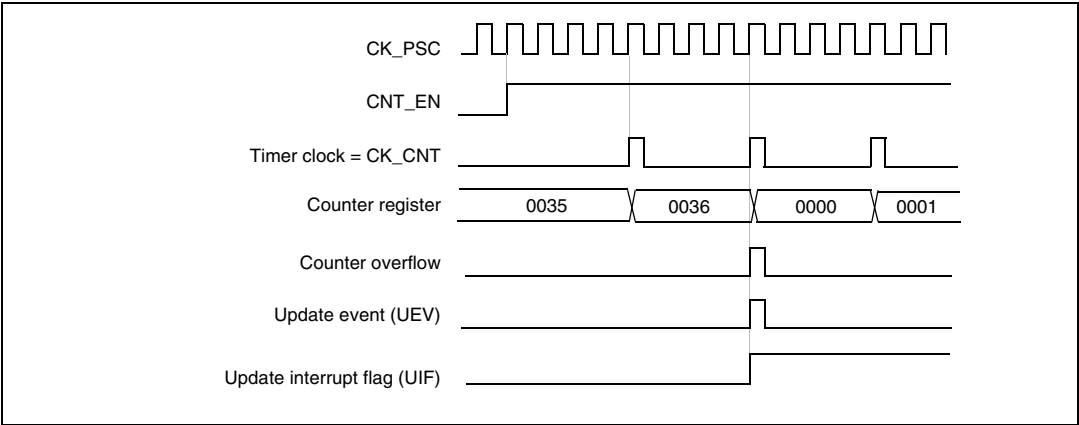 CK_PSC
CNT_EN
Timer clock = CK_CNT
Counter register 0035 0036 0000 0001
Counter overflow
Update event (UEV)
Update interrupt flag (UIF)